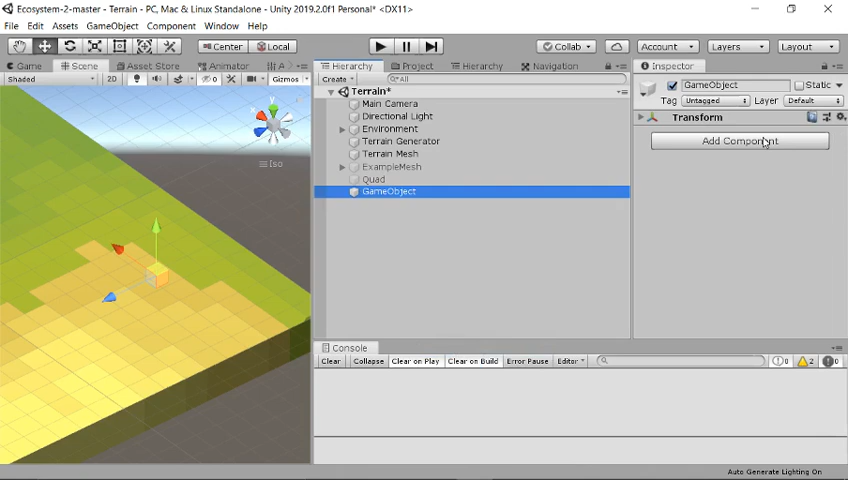 Ecosystem-2-master - Terrain - PC, Mac & Linux Standalone - Unity 2019.2.0f1 Personal* <DX11>
File Edit Assets GameObject Component Window Help
Center Local Collab Account Layers Layout
Game Scene Asset Store Animator A Hierarchy Project Hierarchy Navigation Inspector
Shaded 2D 0 Gizmos Create All
GameObject Static
Tag Untagged Layer Default
Terrain*
Main Camera
Directional Light
Environment
Terrain Generator
Terrain Mesh
ExampleMesh
Quad
GameObject
Transform
Add Component
y
Iso
Console
Clear Collapse Clear on Play Clear on Build Error Pause Editor 0 2 0
Auto Generate Lighting On